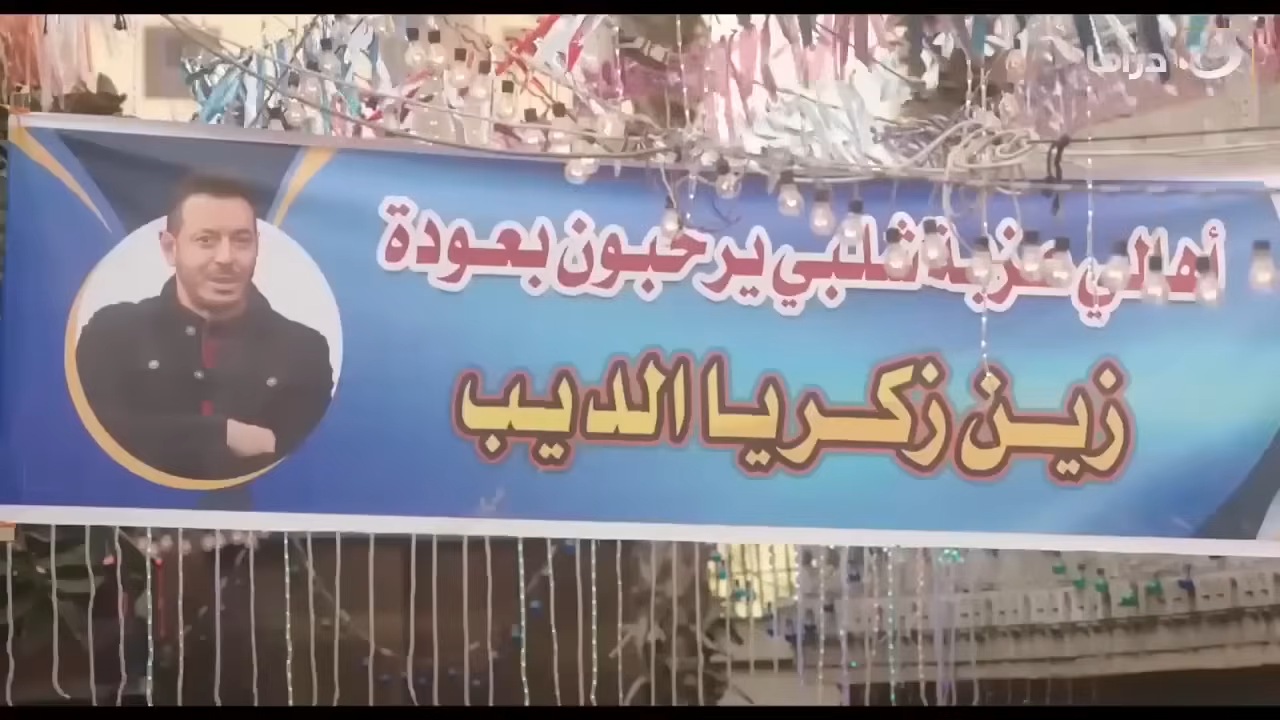 دراما
أهالي عزبة شلبي يرحبون بعودة
زين زكريا الديب